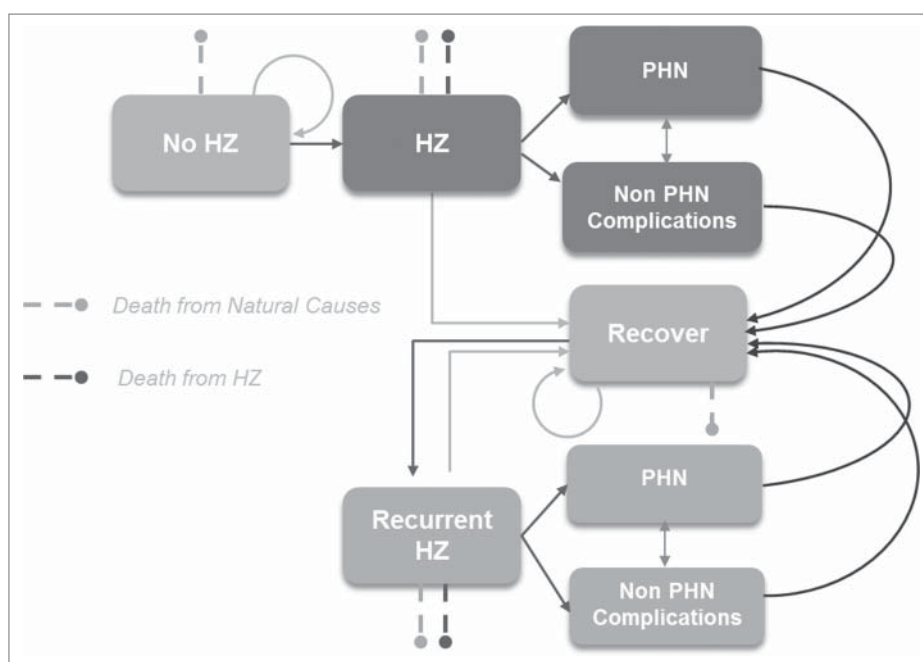 PHN
No HZ
HZ
Non PHN
Complications
Death from Natural Causes
Recover
Death from HZ
PHN
Recurrent
HZ
Non PHN
Complications